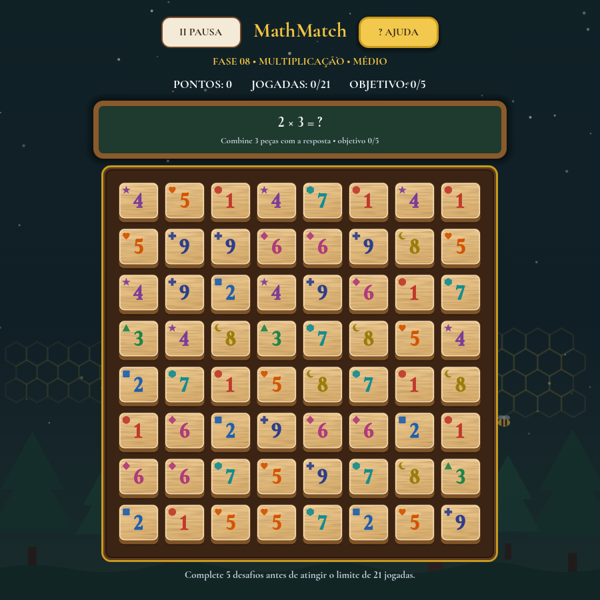 II PAUSA MathMatch ? AJUDA
FASE 08 • MULTIPLICAÇÃO • MÉDIO
PONTOS: 0 JOGADAS: 0/21 OBJETIVO: 0/5
2 × 3 = ?
Combine 3 peças com a resposta • objetivo 0/5
4 5 1 4 7 1 4 1
5 9 9 6 6 9 8 5
4 9 2 4 9 6 1 7
3 4 8 3 7 8 5 4
2 7 1 5 8 7 1 8
1 6 2 9 6 6 2 1
6 6 7 5 9 7 8 3
2 1 5 5 7 2 5 9
Complete 5 desafios antes de atingir o limite de 21 jogadas.